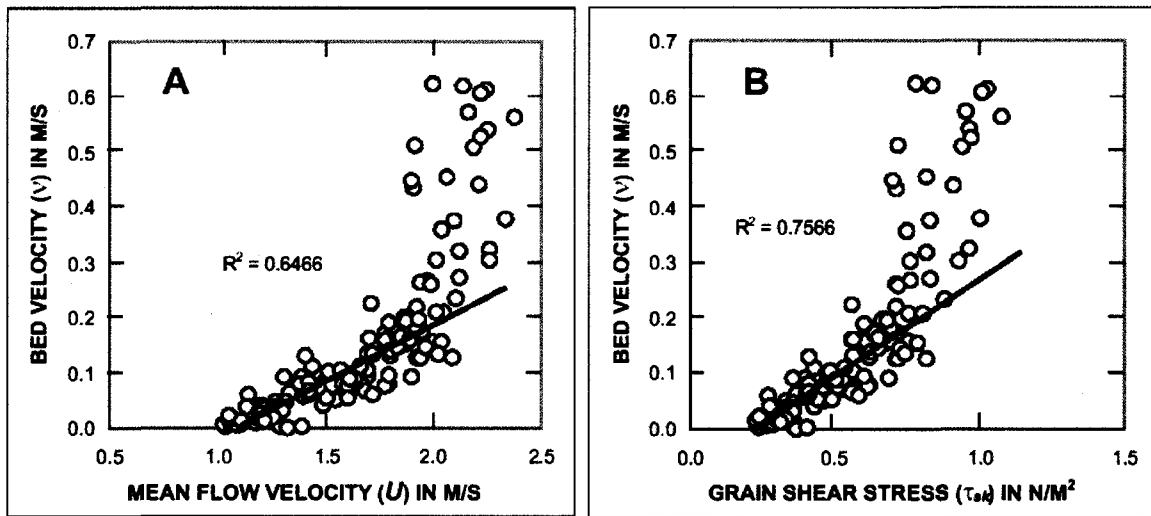 A
BED VELOCITY (ν) IN M/S
0.7
0.6
0.5
0.4
0.3
0.2
0.1
0.0
R² = 0.6466
0.5 1.0 1.5 2.0 2.5
MEAN FLOW VELOCITY (U) IN M/S
B
BED VELOCITY (ν) IN M/S
0.7
0.6
0.5
0.4
0.3
0.2
0.1
0.0
R² = 0.7566
0.0 0.5 1.0 1.5
GRAIN SHEAR STRESS (τsk) IN N/M²